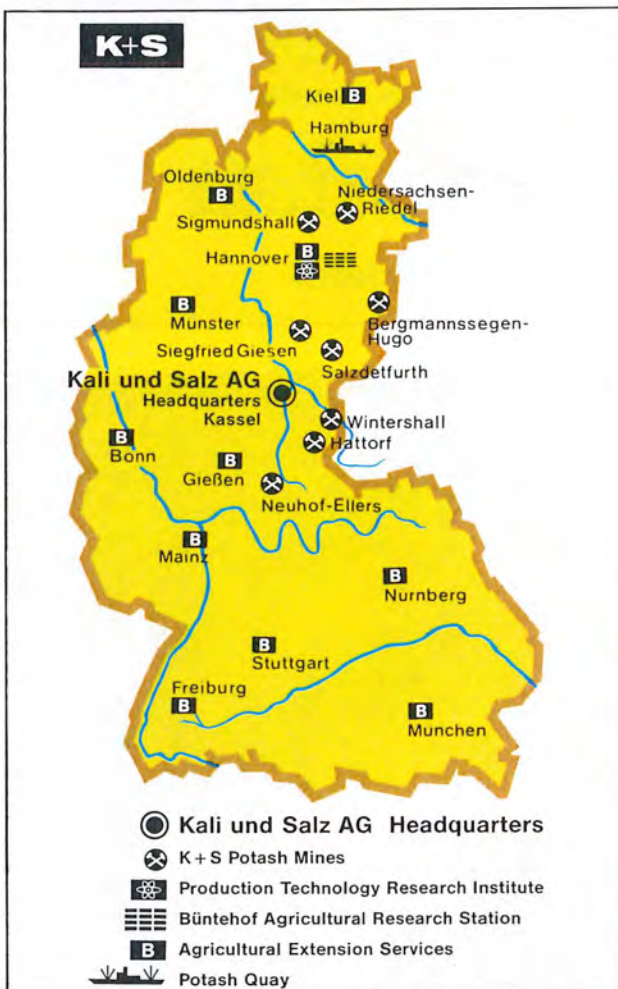 K+S
Kiel B
Hamburg
Oldenburg
B
Niedersachsen-
Riedel
Sigmundshall
Hannover B
B
Munster
Bergmannssegen-
Hugo
Siegfried Giesen
Salzdetfurth
Kali und Salz AG
Headquarters
Kassel
Wintershall
Hattorf
B
Bonn
B
Gießen
Neuhof-Ellers
B
Mainz
B
Nurnberg
B
Stuttgart
Freiburg
B
B
Munchen
Kali und Salz AG Headquarters
K+S Potash Mines
Production Technology Research Institute
Büntehof Agricultural Research Station
B Agricultural Extension Services
Potash Quay